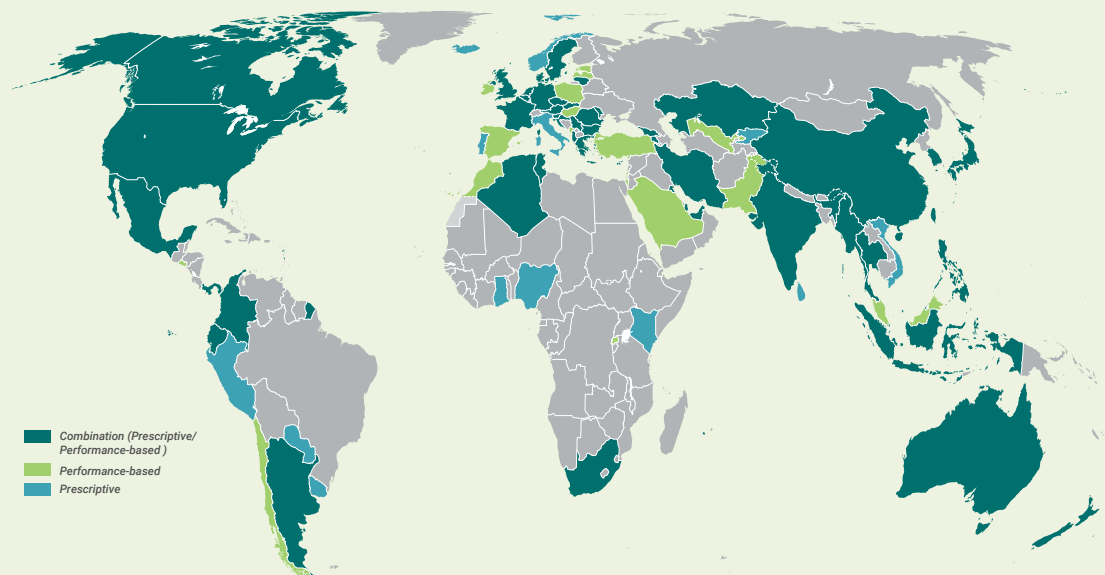 Combination (Prescriptive/
Performance-based )
Performance-based
Prescriptive